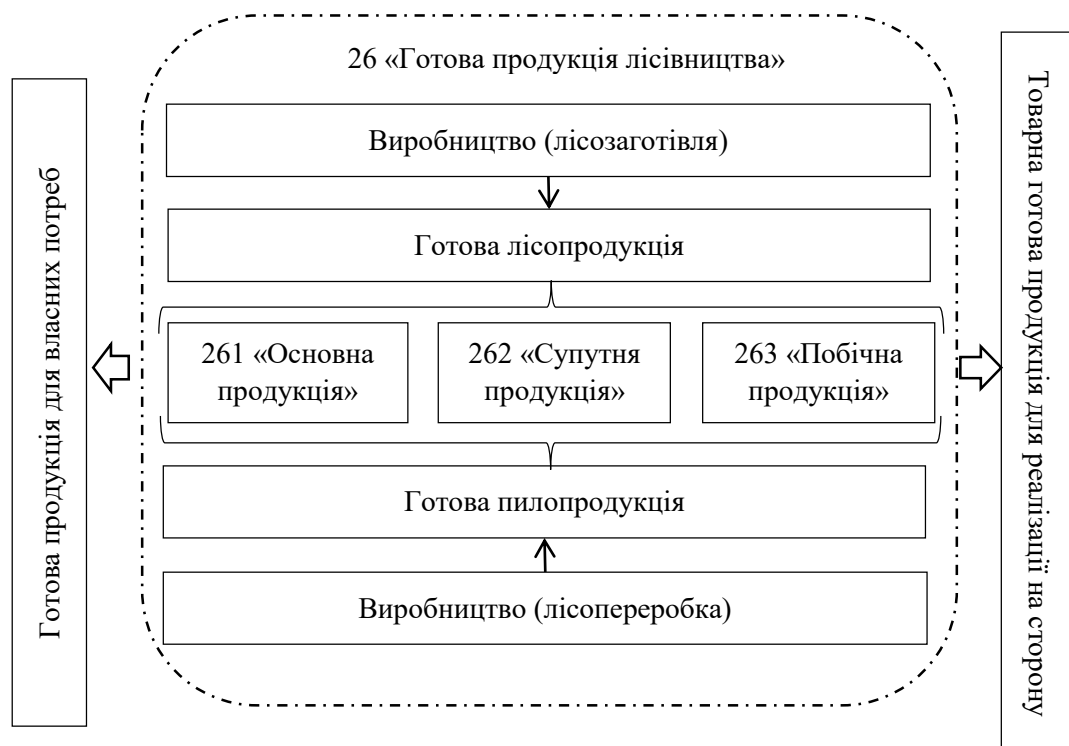 Готова продукція для власних потреб
26 «Готова продукція лісівництва»
Виробництво (лісозаготівля)
Готова лісопродукція
261 «Основна
продукція»
262 «Супутня
продукція»
263 «Побічна
продукція»
Готова пилопродукція
Виробництво (лісопереробка)
Товарна готова продукція для реалізації на сторону